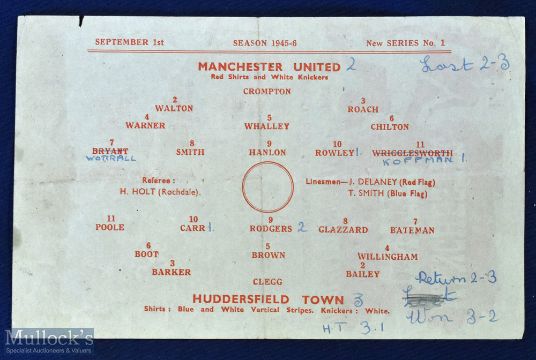 SEPTEMBER 1st SEASON 1945-6 New SERIES No. 1
MANCHESTER UNITED 2 Lost 2-3
Red Shirts and White Knickers
CROMPTON
2 3
WALTON ROACH
4 5 6
WARNER WHALLEY CHILTON
7 8 9 10 11
BRYANT SMITH HANLON ROWLEY 1. WRIGGLESWORTH
WORRALL KOFFMAN 1.
Referee : Linesmen—J. DELANEY (Red Flag)
H. HOLT (Rochdale). T. SMITH (Blue Flag)
11 10 9 8 7
POOLE CARR 1 RODGERS 2 GLAZZARD BATEMAN
6 5 4
BOOT BROWN WILLINGHAM
3 2
BARKER BAILEY
CLEGG Return 2-3
HUDDERSFIELD TOWN 3
Shirts : Blue and White Vertical Stripes. Knickers : White. Won 3-2
HT 3.1
Mullock's
Specialist Auctioneers & Valuers